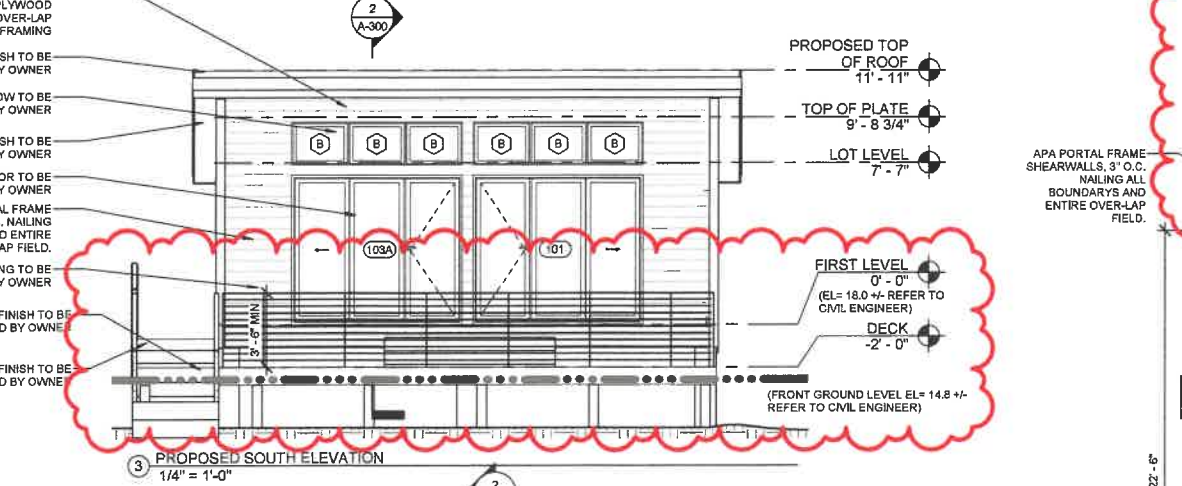 PLYWOOD
OVER-LAP
FRAMING
SH TO BE
Y OWNER
OW TO BE
Y OWNER
SH TO BE
Y OWNER
OR TO BE
Y OWNER
AL FRAME
, NAILING
D ENTIRE
AP FIELD.
NG TO BE
Y OWNER
FINISH TO BE
D BY OWNE
FINISH TO BE
D BY OWNE
2
A-300
B B B B B B
103A
101
3' - 6" MIN
PROPOSED TOP
OF ROOF
11' - 11"
TOP OF PLATE
9' - 8 3/4"
LOT LEVEL
7' - 7"
FIRST LEVEL
0' - 0"
(EL= 18.0 +/- REFER TO
CIVIL ENGINEER)
DECK
-2' - 0"
(FRONT GROUND LEVEL EL= 14.8 +/-
REFER TO CIVIL ENGINEER)
3 PROPOSED SOUTH ELEVATION
1/4" = 1'-0"
2
APA PORTAL FRAME
SHEARWALLS, 3" O.C.
NAILING ALL
BOUNDARYS AND
ENTIRE OVER-LAP
FIELD.
22' - 6"